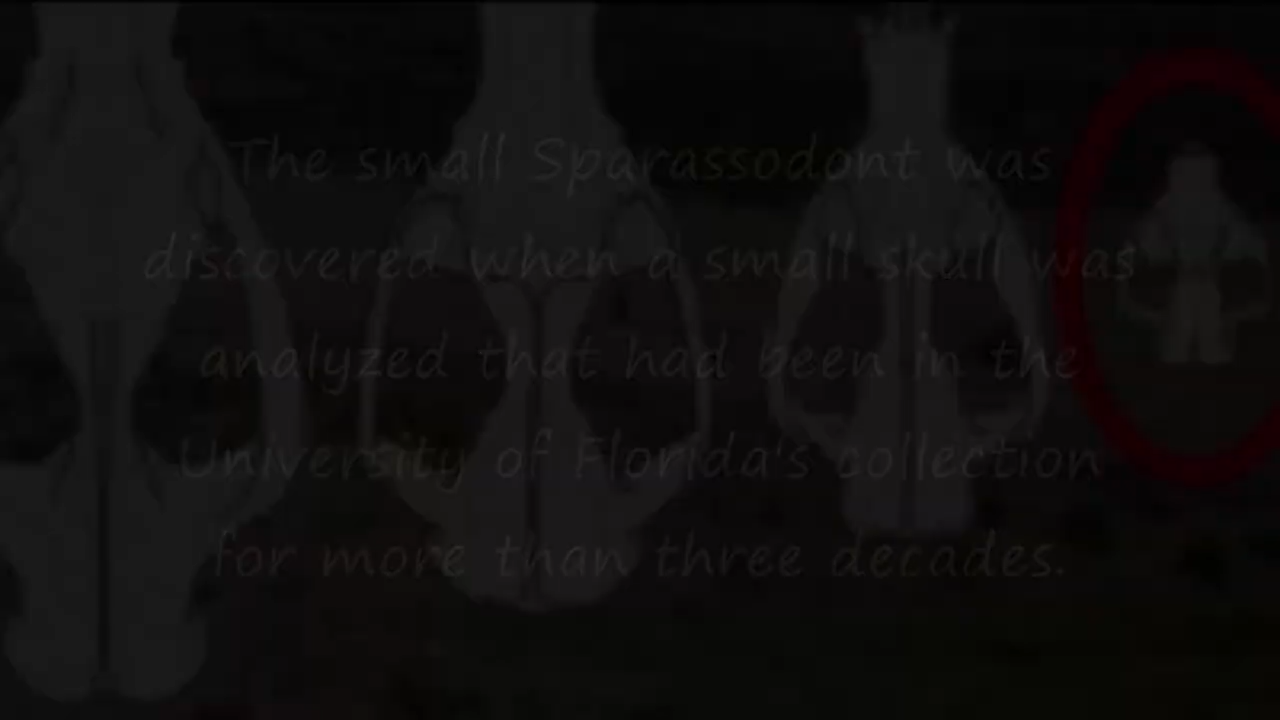 The small Sparassodont was
discovered when a small skull was
analyzed that had been in the
University of Florida's collection
for more than three decades.